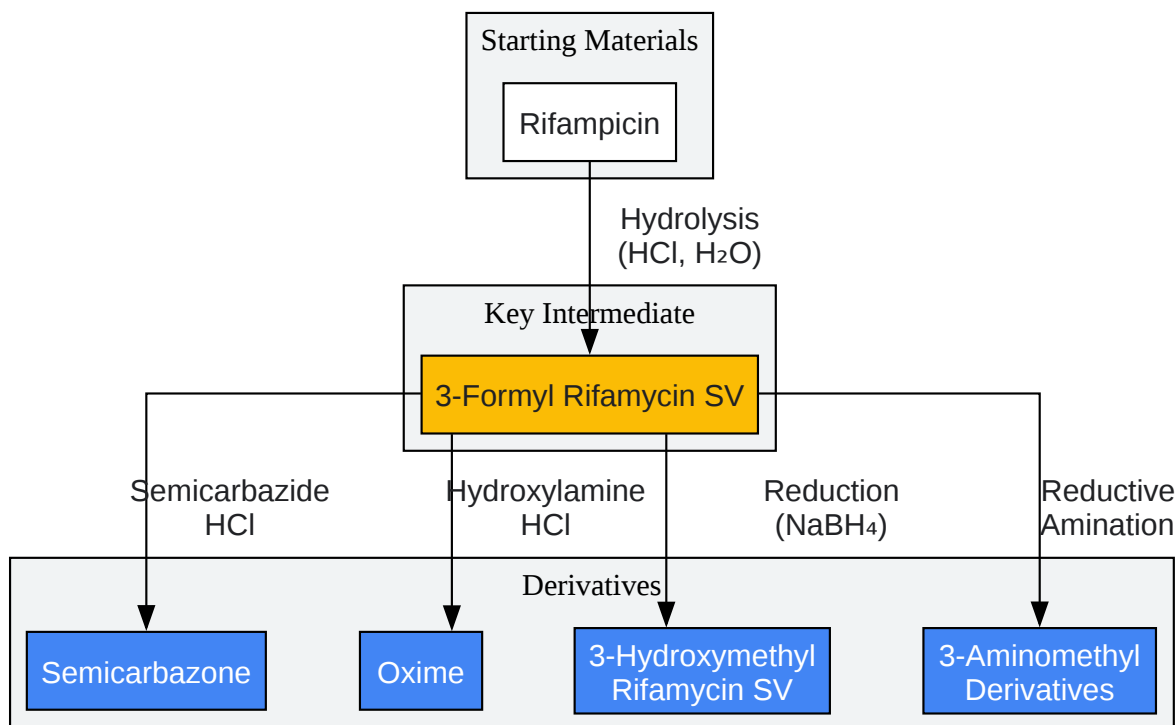 Starting Materials
Rifampicin
Hydrolysis
(HCl, H₂O)
Key Intermediate
3-Formyl Rifamycin SV
Semicarbazide
HCl
Hydroxylamine
HCl
Reduction
(NaBH₄)
Reductive
Amination
Derivatives
Semicarbazone
Oxime
3-Hydroxymethyl
Rifamycin SV
3-Aminomethyl
Derivatives